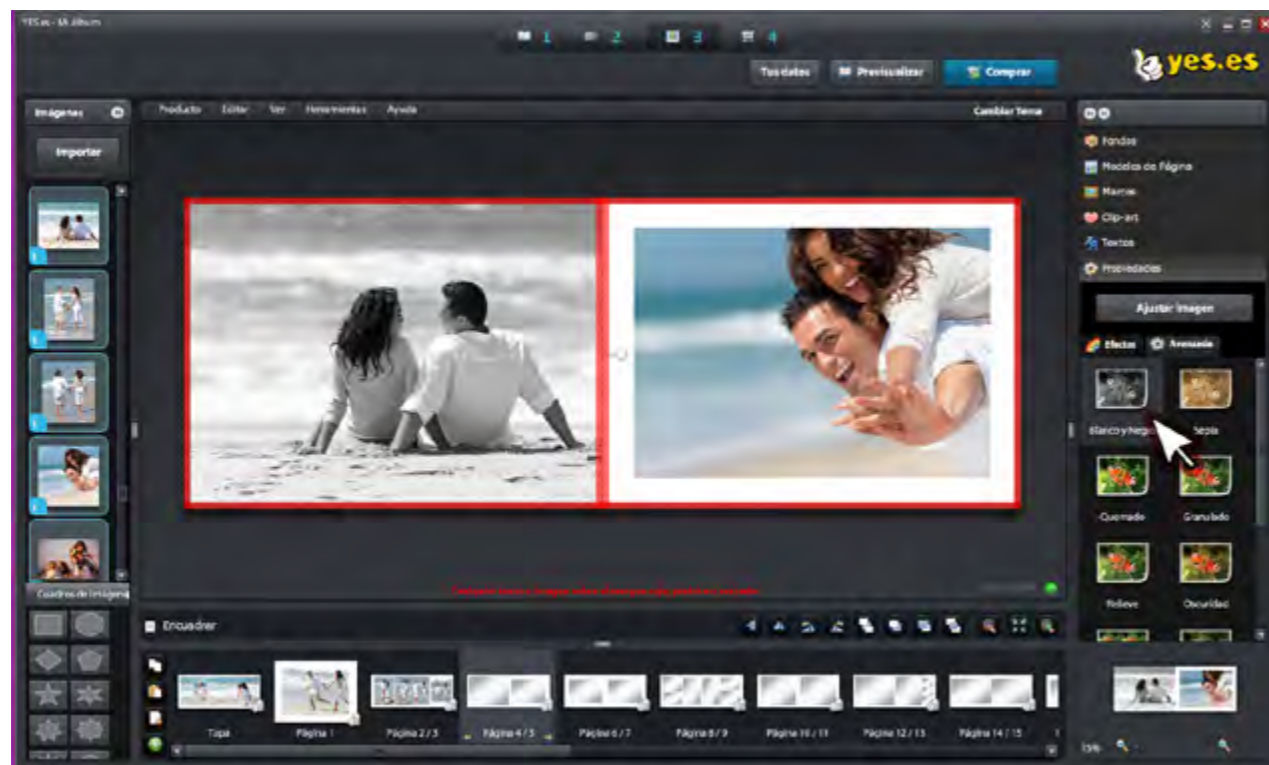 YES.es - Mi álbum
1 2 3 4
Tus datos Previsualizar Comprar
yes.es
Imágenes
Producto Editar Ver Herramientas Ayuda Cambiar Tema
Importar
Fondos
Modelos de Página
Marcos
Clip-art
Textos
Propiedades
Ajustar Imagen
Efectos Avanzado
Blanco y Negro Sepia
Quemado Granulado
Relieve Oscuridad
Cuadros de Imágenes
Encuadrar
Tapa Página 1 Página 2 / 3 Página 4 / 5 Página 6 / 7 Página 8 / 9 Página 10 / 11 Página 12 / 13 Página 14 / 15
15%